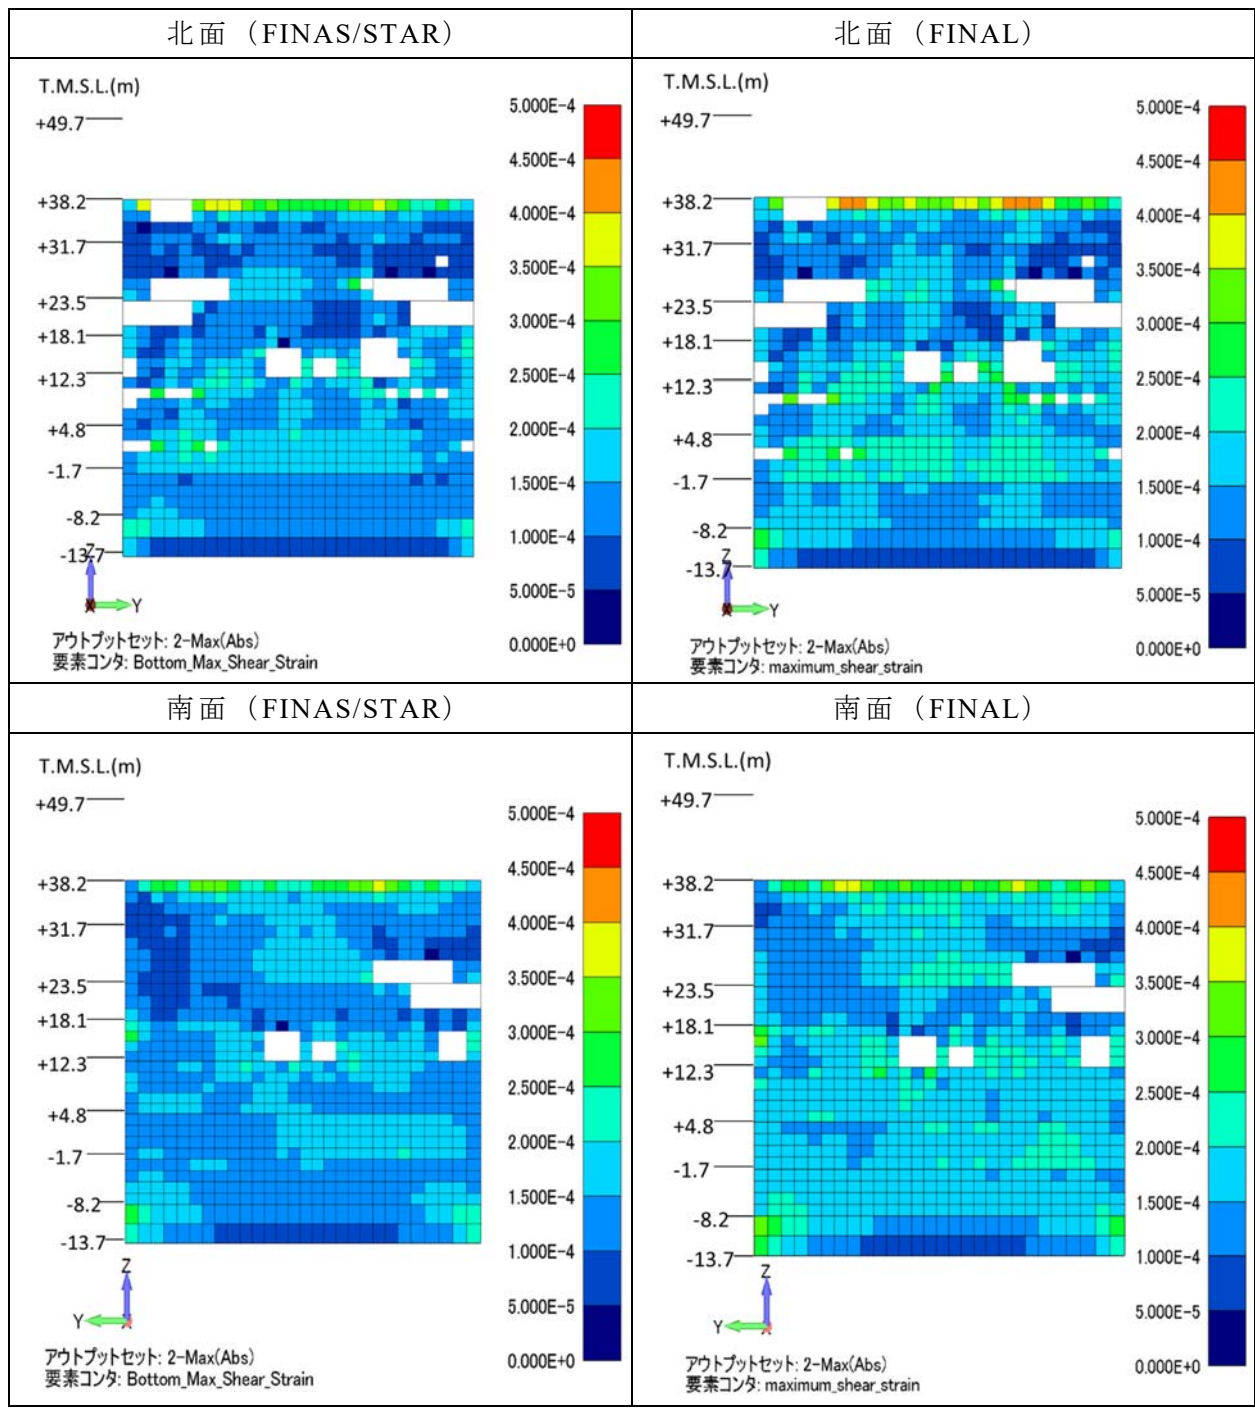 北面（FINAS/STAR）
北面（FINAL）
T.M.S.L.(m)
+49.7
+38.2
+31.7
+23.5
+18.1
+12.3
+4.8
-1.7
-8.2
-13.7
5.000E-4
4.500E-4
4.000E-4
3.500E-4
3.000E-4
2.500E-4
2.000E-4
1.500E-4
1.000E-4
5.000E-5
0.000E+0
Z
X
Y
アウトプットセット: 2-Max(Abs)
要素コンタ: Bottom_Max_Shear_Strain
T.M.S.L.(m)
+49.7
+38.2
+31.7
+23.5
+18.1
+12.3
+4.8
-1.7
-8.2
-13.7
5.000E-4
4.500E-4
4.000E-4
3.500E-4
3.000E-4
2.500E-4
2.000E-4
1.500E-4
1.000E-4
5.000E-5
0.000E+0
Z
X
Y
アウトプットセット: 2-Max(Abs)
要素コンタ: maximum_shear_strain
南面（FINAS/STAR）
南面（FINAL）
T.M.S.L.(m)
+49.7
+38.2
+31.7
+23.5
+18.1
+12.3
+4.8
-1.7
-8.2
-13.7
5.000E-4
4.500E-4
4.000E-4
3.500E-4
3.000E-4
2.500E-4
2.000E-4
1.500E-4
1.000E-4
5.000E-5
0.000E+0
Z
Y
X
アウトプットセット: 2-Max(Abs)
要素コンタ: Bottom_Max_Shear_Strain
T.M.S.L.(m)
+49.7
+38.2
+31.7
+23.5
+18.1
+12.3
+4.8
-1.7
-8.2
-13.7
5.000E-4
4.500E-4
4.000E-4
3.500E-4
3.000E-4
2.500E-4
2.000E-4
1.500E-4
1.000E-4
5.000E-5
0.000E+0
Z
Y
X
アウトプットセット: 2-Max(Abs)
要素コンタ: maximum_shear_strain